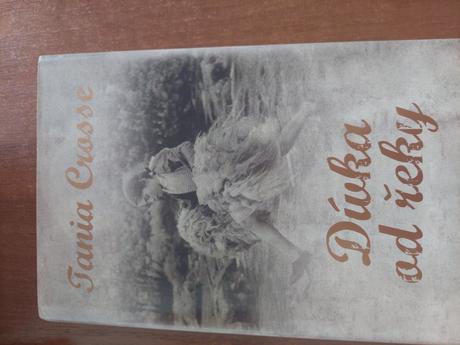 Tania Crosse
Dívka
od řeky